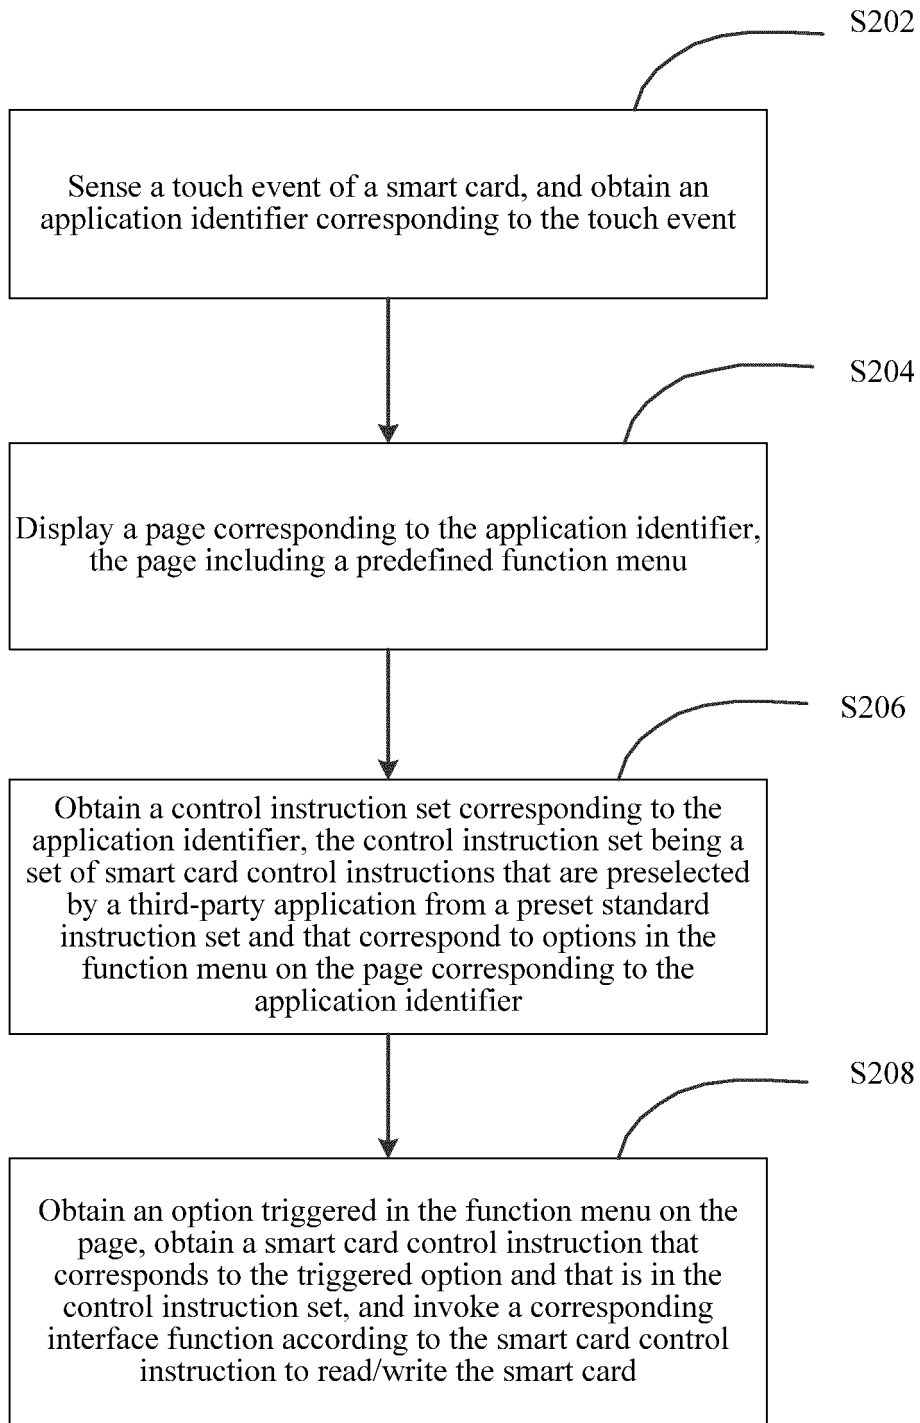 S202
Sense a touch event of a smart card, and obtain an
application identifier corresponding to the touch event
S204
Display a page corresponding to the application identifier,
the page including a predefined function menu
S206
Obtain a control instruction set corresponding to the
application identifier, the control instruction set being a
set of smart card control instructions that are preselected
by a third-party application from a preset standard
instruction set and that correspond to options in the
function menu on the page corresponding to the
application identifier
S208
Obtain an option triggered in the function menu on the
page, obtain a smart card control instruction that
corresponds to the triggered option and that is in the
control instruction set, and invoke a corresponding
interface function according to the smart card control
instruction to read/write the smart card